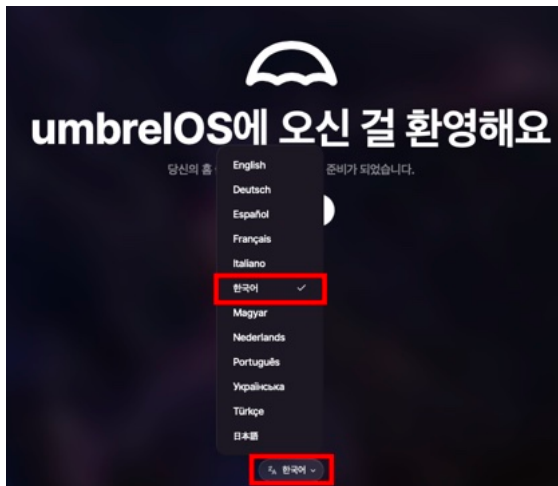 umbrelOS에 오신 걸 환영해요
당신의 홈
준비가 되었습니다.
English
Deutsch
Español
Français
Italiano
한국어
Magyar
Nederlands
Português
Українська
Türkçe
日本語
한국어